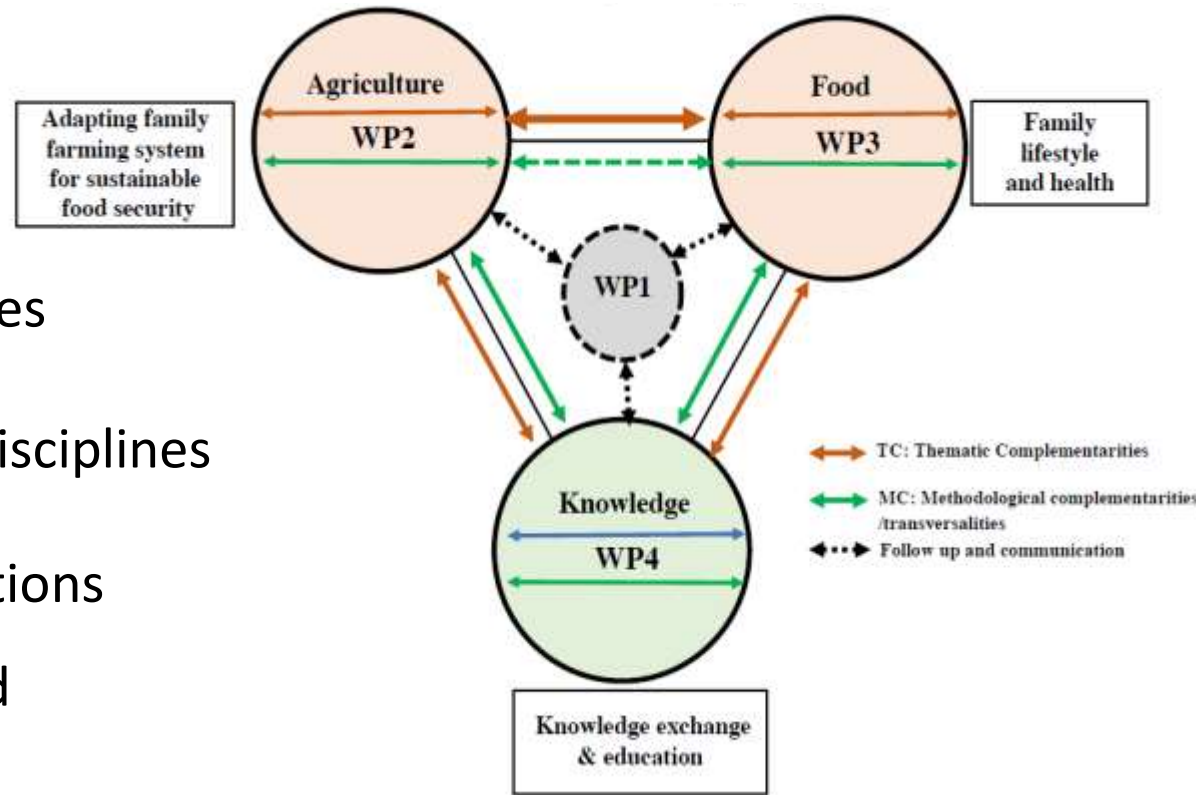 Agriculture
WP2
Food
WP3
Adapting family
farming system
for sustainable
food security
Family
lifestyle
and health
WP1
es
isciplines
tions
d
Knowledge
WP4
TC: Thematic Complementarities
MC: Methodological complementarities
/transversalities
Follow up and communication
Knowledge exchange
& education